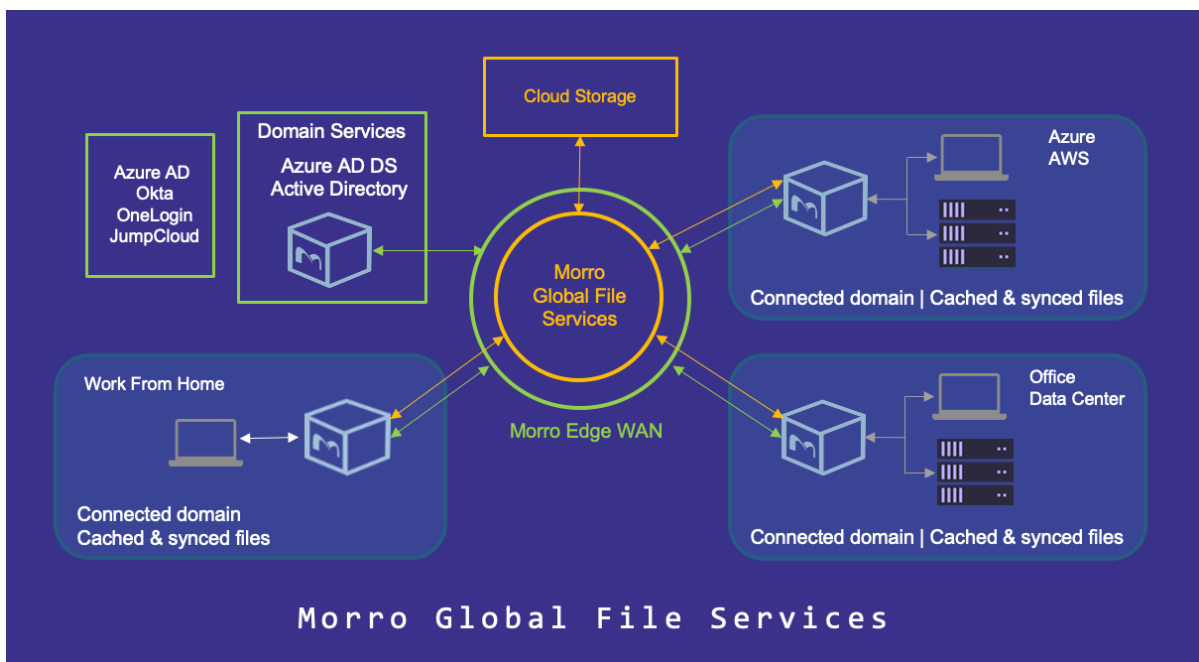 Cloud Storage
Domain Services
Azure AD DS
Active Directory
Azure AD
Okta
OneLogin
JumpCloud
Azure
AWS
Connected domain | Cached & synced files
Morro
Global File
Services
Morro Edge WAN
Work From Home
Connected domain
Cached & synced files
Office
Data Center
Connected domain | Cached & synced files
Morro Global File Services